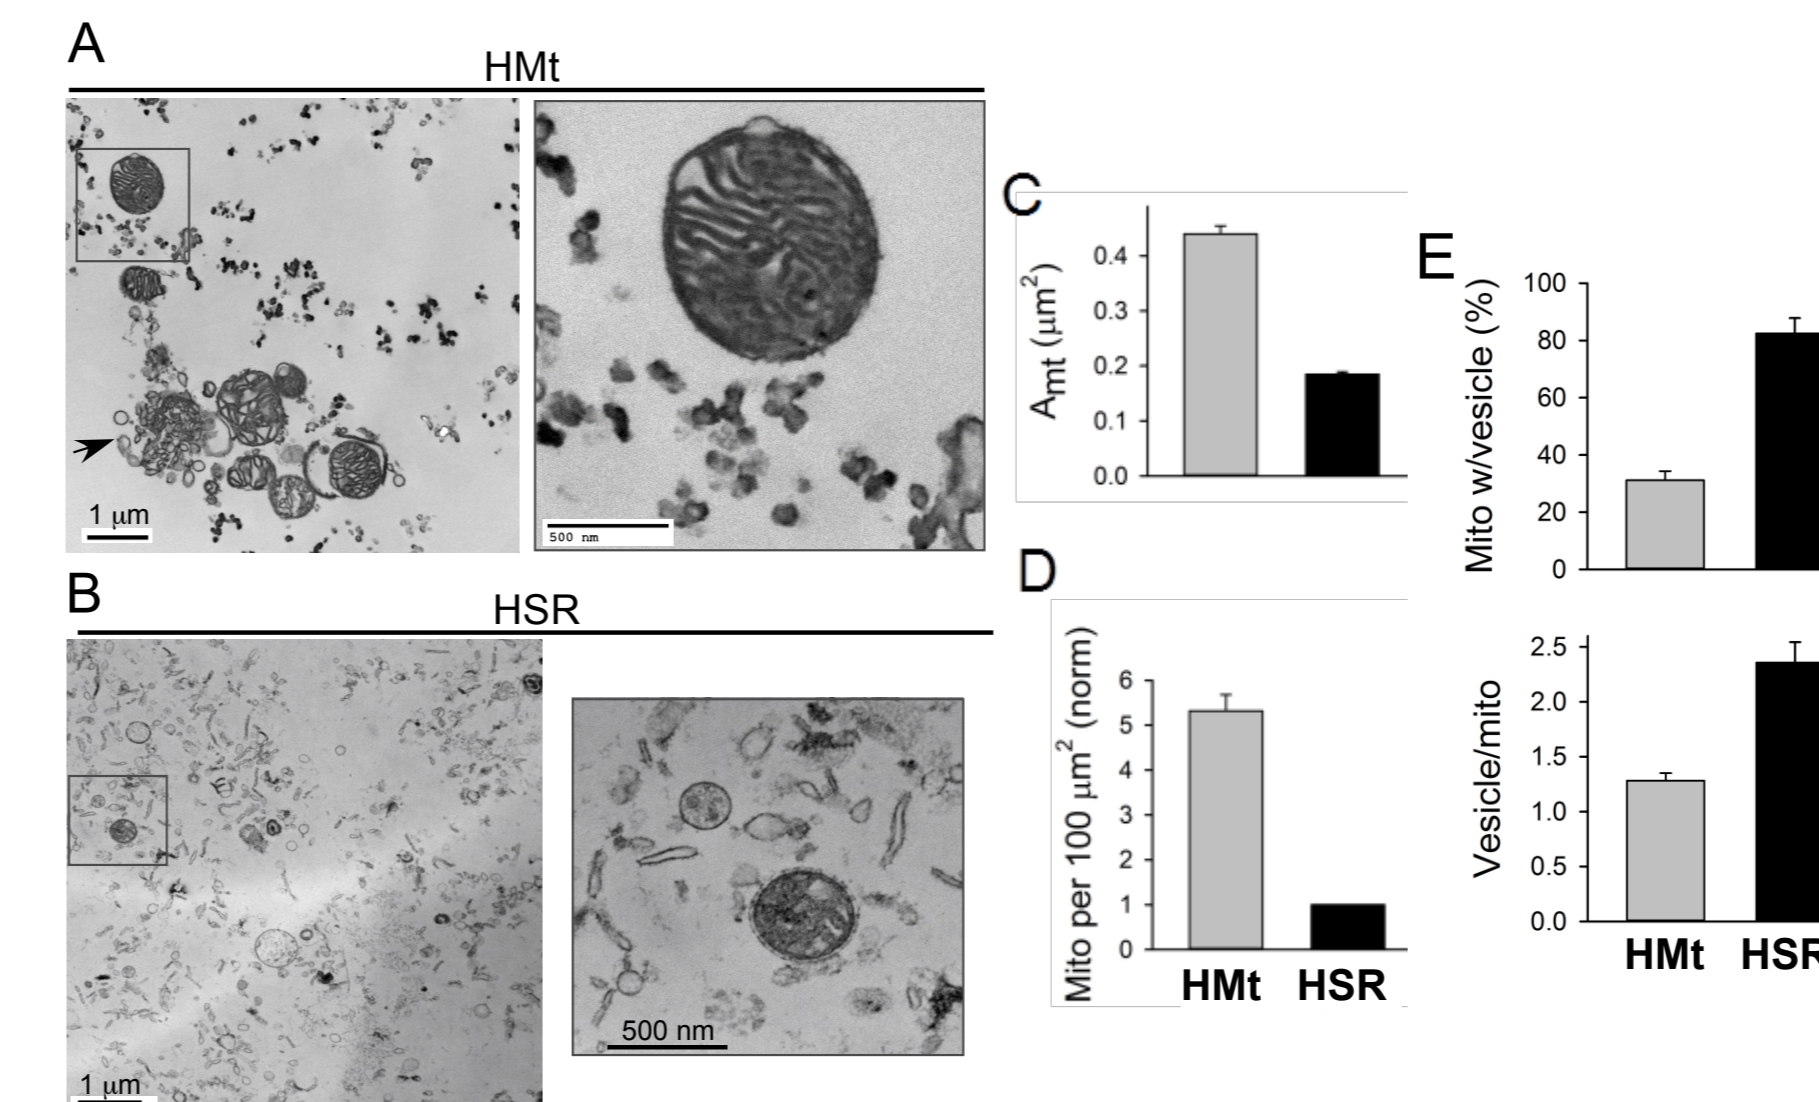 A
HMt
1 μm
500 nm
B
HSR
500 nm
1 μm
C
Amt (μm²)
0.4
0.3
0.2
0.1
0.0
D
Mito per 100 μm² (norm)
6
5
4
3
2
1
0
HMt HSR
E
Mito w/vesicle (%)
100
80
60
40
20
0
Vesicle/mito
2.5
2.0
1.5
1.0
0.5
0.0
HMt HSR